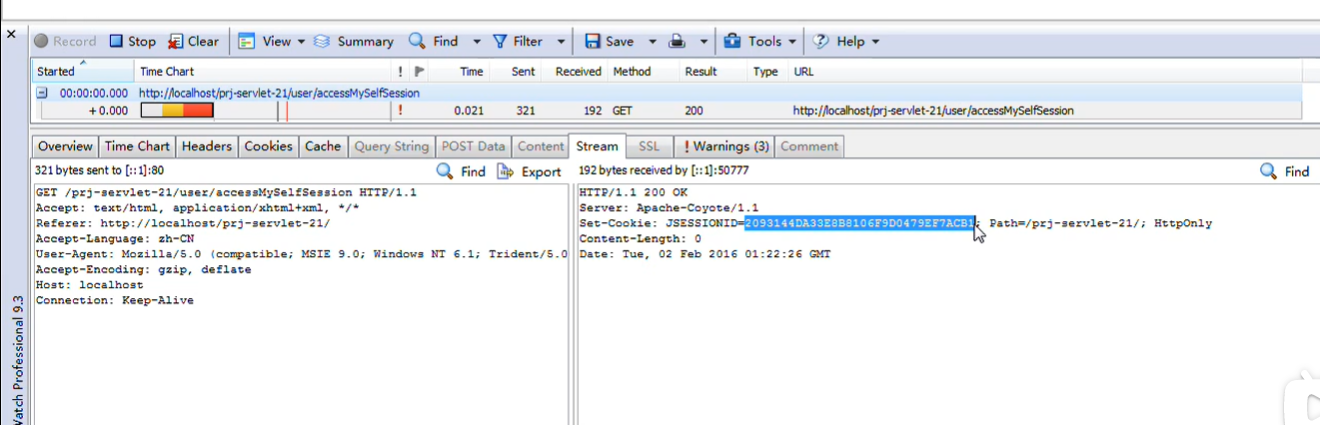 Record Stop Clear View Summary Find Filter Save Tools Help
Started Time Chart ! Time Sent Received Method Result Type URL
00:00:00.000 http://localhost/prj-servlet-21/user/accessMySelfSession
+ 0.000 ! 0.021 321 192 GET 200 http://localhost/prj-servlet-21/user/accessMySelfSession
Overview Time Chart Headers Cookies Cache Query String POST Data Content Stream SSL ! Warnings (3) Comment
321 bytes sent to [::1]:80 Find Export 192 bytes received by [::1]:50777 Find
GET /prj-servlet-21/user/accessMySelfSession HTTP/1.1
Accept: text/html, application/xhtml+xml, */*
Referer: http://localhost/prj-servlet-21/
Accept-Language: zh-CN
User-Agent: Mozilla/5.0 (compatible; MSIE 9.0; Windows NT 6.1; Trident/5.0
Accept-Encoding: gzip, deflate
Host: localhost
Connection: Keep-Alive
HTTP/1.1 200 OK
Server: Apache-Coyote/1.1
Set-Cookie: JSESSIONID=2093144DA33E8B8106F9D0479EF7ACB1; Path=/prj-servlet-21/; HttpOnly
Content-Length: 0
Date: Tue, 02 Feb 2016 01:22:26 GMT
Watch Professional 9.3